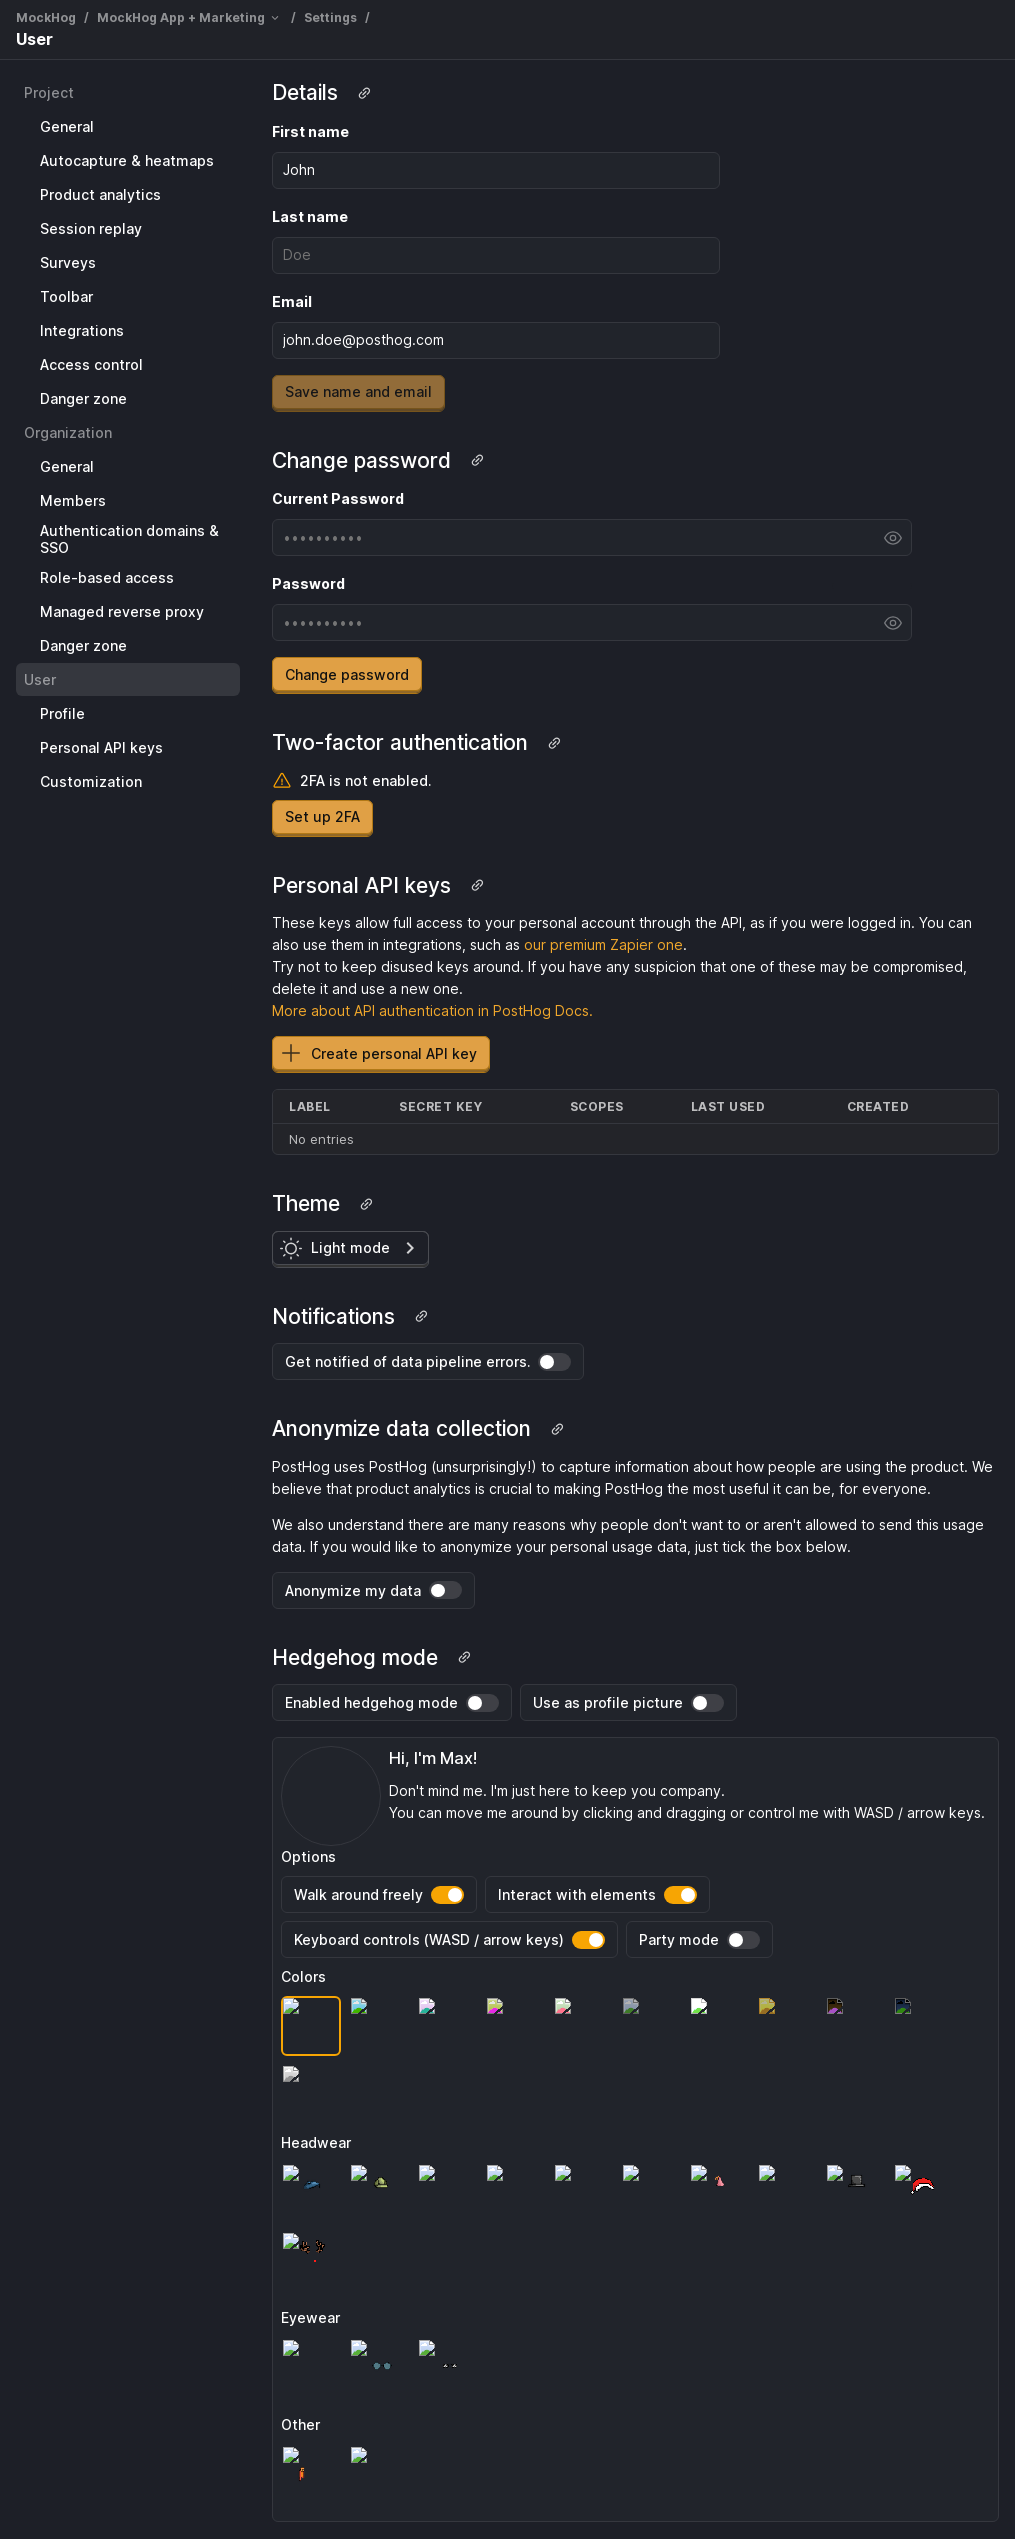 MockHog / MockHog App + Marketing / Settings /
User
Project
General
Autocapture & heatmaps
Product analytics
Session replay
Surveys
Toolbar
Integrations
Access control
Danger zone
Organization
General
Members
Authentication domains &
SSO
Role-based access
Managed reverse proxy
Danger zone
User
Profile
Personal API keys
Customization
Details
First name
John
Last name
Doe
Email
john.doe@posthog.com
Save name and email
Change password
Current Password
••••••••••
Password
••••••••••
Change password
Two-factor authentication
2FA is not enabled.
Set up 2FA
Personal API keys
These keys allow full access to your personal account through the API, as if you were logged in. You can
also use them in integrations, such as our premium Zapier one.
Try not to keep disused keys around. If you have any suspicion that one of these may be compromised,
delete it and use a new one.
More about API authentication in PostHog Docs.
Create personal API key
LABEL SECRET KEY SCOPES LAST USED CREATED
No entries
Theme
Light mode
Notifications
Get notified of data pipeline errors.
Anonymize data collection
PostHog uses PostHog (unsurprisingly!) to capture information about how people are using the product. We
believe that product analytics is crucial to making PostHog the most useful it can be, for everyone.
We also understand there are many reasons why people don't want to or aren't allowed to send this usage
data. If you would like to anonymize your personal usage data, just tick the box below.
Anonymize my data
Hedgehog mode
Enabled hedgehog mode Use as profile picture
Hi, I'm Max!
Don't mind me. I'm just here to keep you company.
You can move me around by clicking and dragging or control me with WASD / arrow keys.
Options
Walk around freely Interact with elements
Keyboard controls (WASD / arrow keys) Party mode
Colors
Headwear
Eyewear
Other